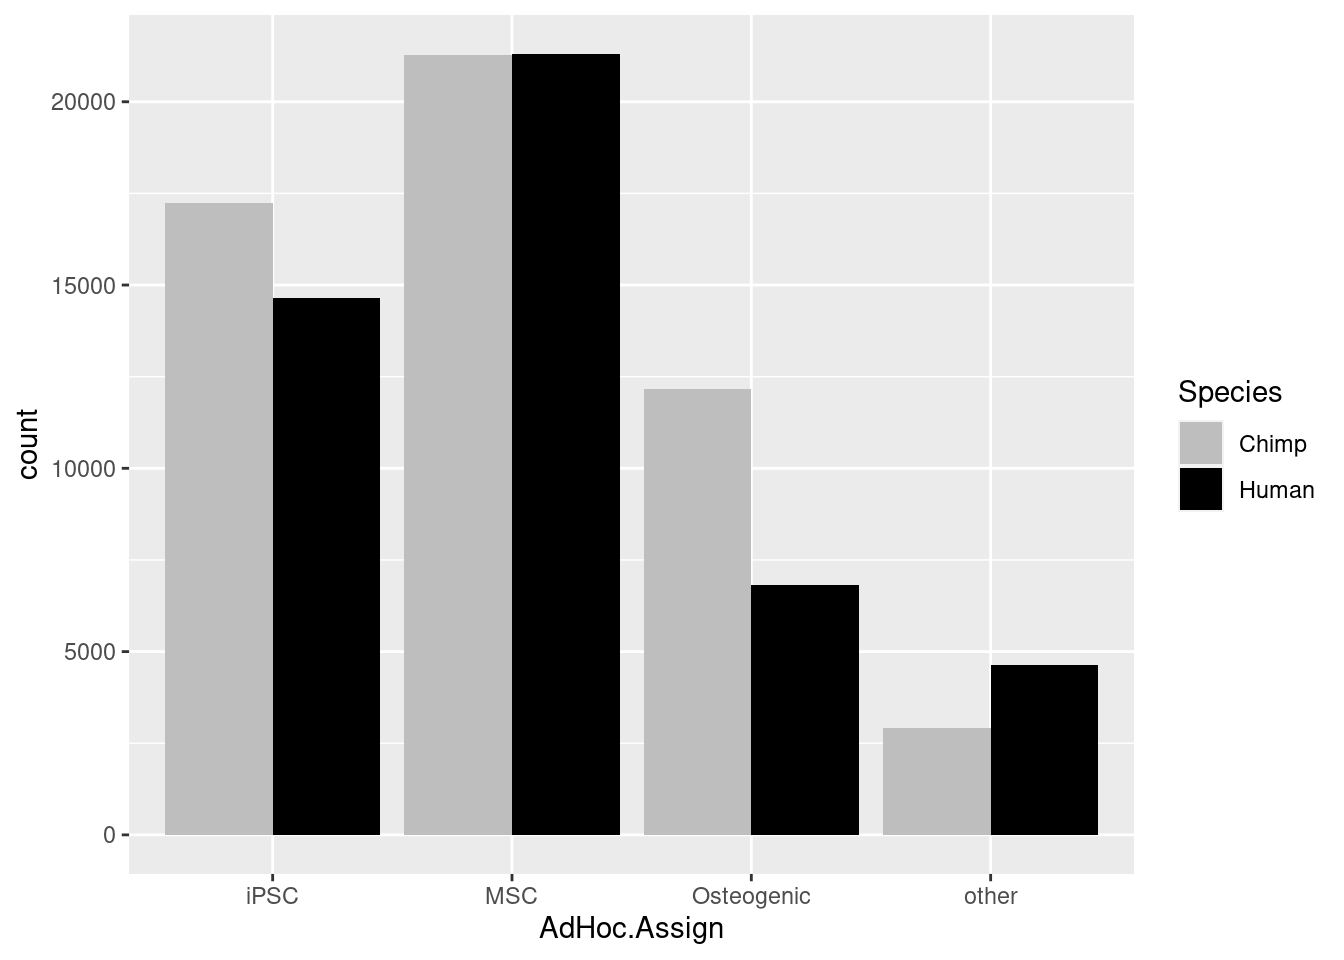 20000
15000
10000
5000
0
count
iPSC
MSC
Osteogenic
other
AdHoc.Assign
Species
Chimp
Human